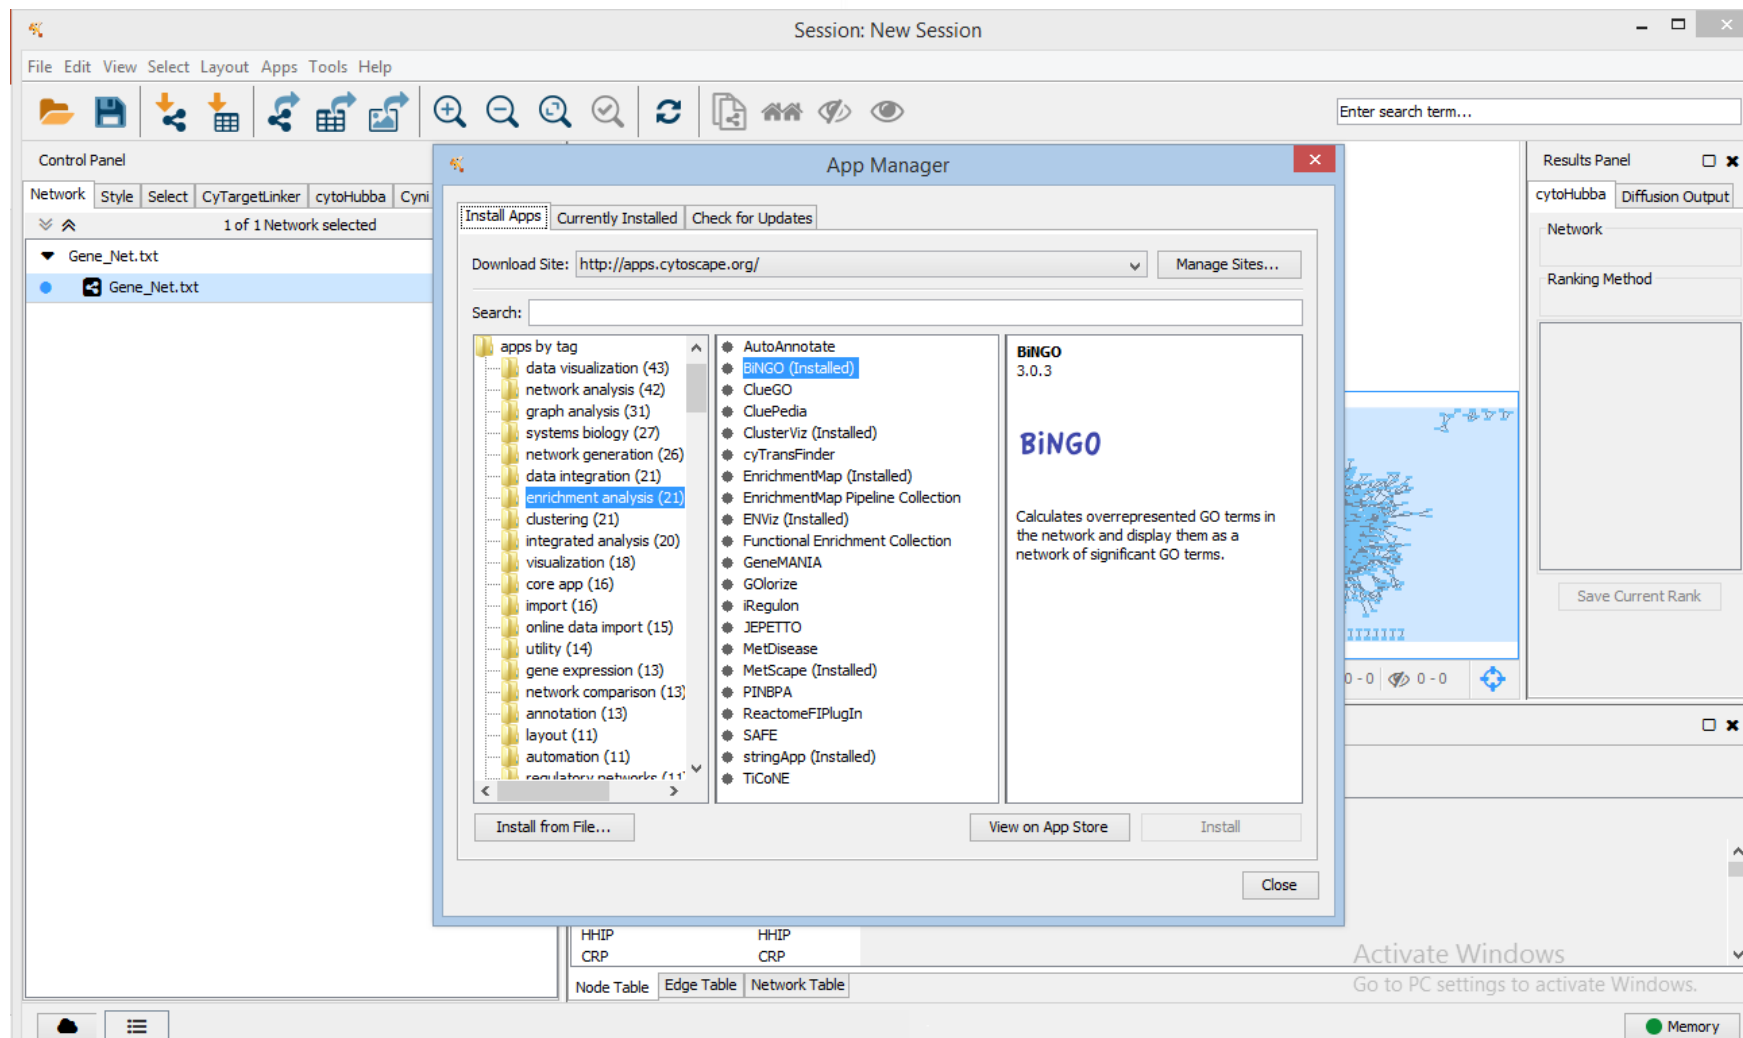 Session: New Session
File Edit View Select Layout Apps Tools Help
Enter search term...
Control Panel
Network Style Select CyTargetLinker cytoHubba Cyni
1 of 1 Network selected
Gene_Net.txt
Gene_Net.txt
App Manager
Install Apps Currently Installed Check for Updates
Download Site: http://apps.cytoscape.org/ Manage Sites...
Search:
apps by tag
data visualization (43)
network analysis (42)
graph analysis (31)
systems biology (27)
network generation (26)
data integration (21)
enrichment analysis (21)
clustering (21)
integrated analysis (20)
visualization (18)
core app (16)
import (16)
online data import (15)
utility (14)
gene expression (13)
network comparison (13)
annotation (13)
layout (11)
automation (11)
regulatory networks (11
AutoAnnotate
BiNGO (Installed)
ClueGO
CluePedia
ClusterViz (Installed)
cyTransFinder
EnrichmentMap (Installed)
EnrichmentMap Pipeline Collection
ENViz (Installed)
Functional Enrichment Collection
GeneMANIA
GOlorize
iRegulon
JEPETTO
MetDisease
MetScape (Installed)
PINBPA
ReactomeFIPlugIn
SAFE
stringApp (Installed)
TiCoNE
BiNGO
3.0.3
BiNGO
Calculates overrepresented GO terms in
the network and display them as a
network of significant GO terms.
Install from File...
View on App Store
Install
Close
Results Panel
cytoHubba Diffusion Output
Network
Ranking Method
Save Current Rank
0 - 0
0 - 0
HHIP HHIP
CRP CRP
Node Table Edge Table Network Table
Activate Windows
Go to PC settings to activate Windows.
Memory